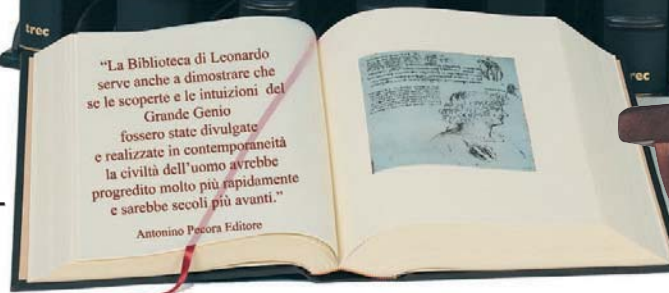 trec
rec
“La Biblioteca di Leonardo
serve anche a dimostrare che
se le scoperte e le intuizioni del
Grande Genio
fossero state divulgate
e realizzate in contemporaneità
la civiltà dell’uomo avrebbe
progredito molto più rapidamente
e sarebbe secoli più avanti.”
Antonino Pecora Editore